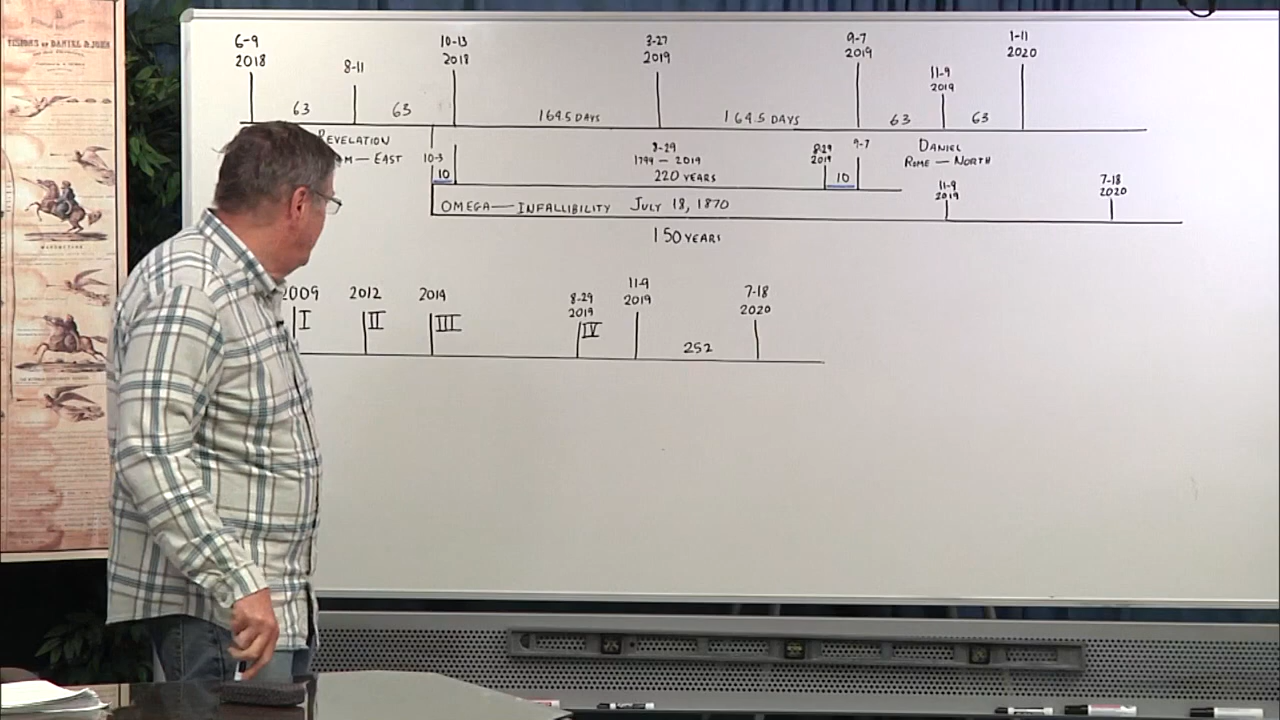 VISIONS OF DANIEL & JOHN
6-9
2018
8-11
10-13
2018
3-27
2019
9-7
2019
11-9
2019
1-11
2020
63
63
164.5 DAYS
164.5 DAYS
63
63
REVELATION
M — EAST
10-3
10
8-29
1799 — 2019
220 YEARS
8-29
2019
10
9-7
DANIEL
ROME — NORTH
11-9
2019
7-18
2020
OMEGA — INFALLIBILITY JULY 18, 1870
150 YEARS
2009
I
2012
II
2014
III
8-29
2019
IV
11-9
2019
252
7-18
2020